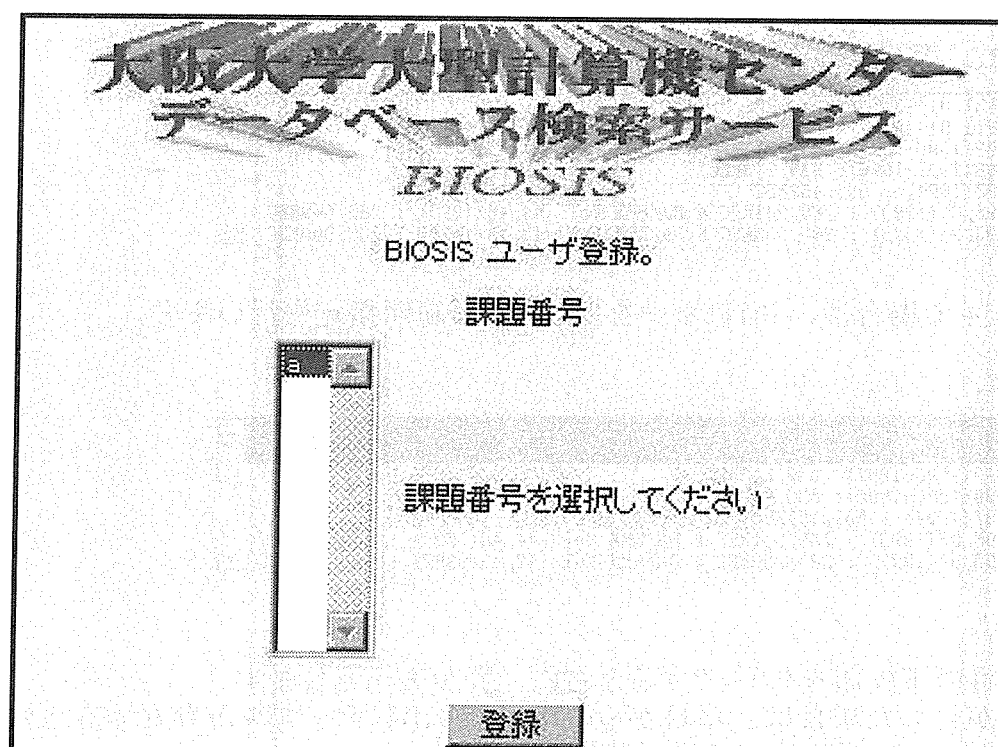 大阪大学大型計算機センター
データベース検索サービス
BIOSIS
BIOSIS ユーザ登録。
課題番号
a
課題番号を選択してください
登録